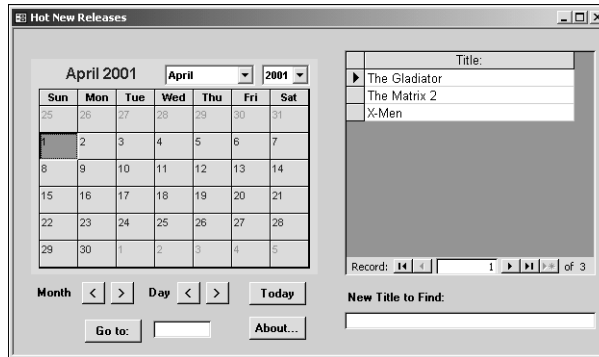 Hot New Releases
April 2001
April
2001
Sun Mon Tue Wed Thu Fri Sat
25 26 27 28 29 30 31
1 2 3 4 5 6 7
8 9 10 11 12 13 14
15 16 17 18 19 20 21
22 23 24 25 26 27 28
29 30 1 2 3 4 5
Month < > Day < > Today
Go to: About...
Title:
The Gladiator
The Matrix 2
X-Men
Record: 1 of 3
New Title to Find: